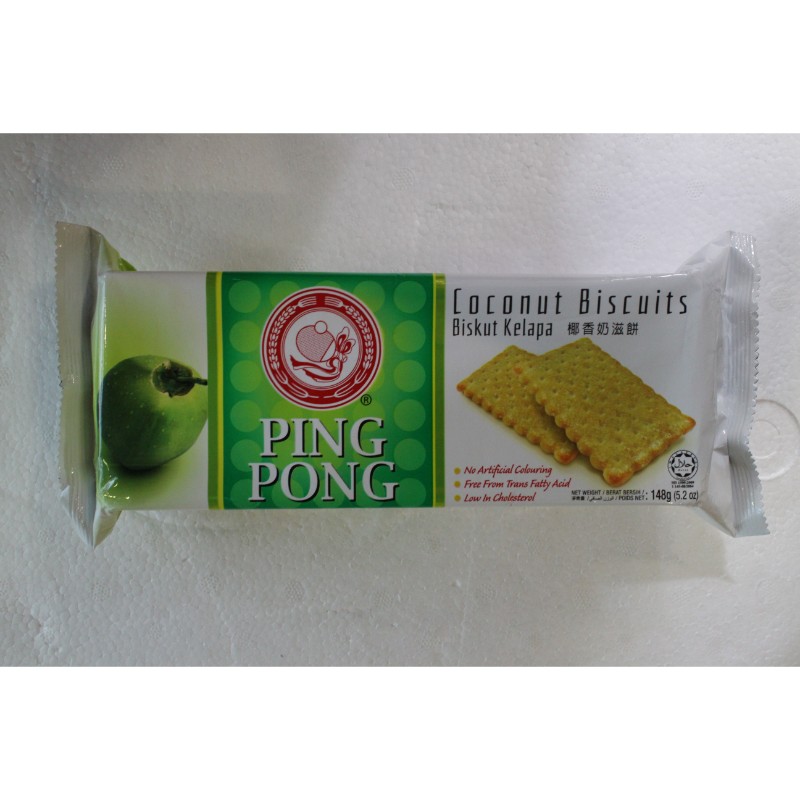 PING
PONG
®
Coconut Biscuits
Biskut Kelapa 椰香奶滋餅
No Artificial Colouring
Free From Trans Fatty Acid
Low In Cholesterol
NET WEIGHT / BERAT BERSIH /
POIDS NET: 148g (5.2 oz)
حلال